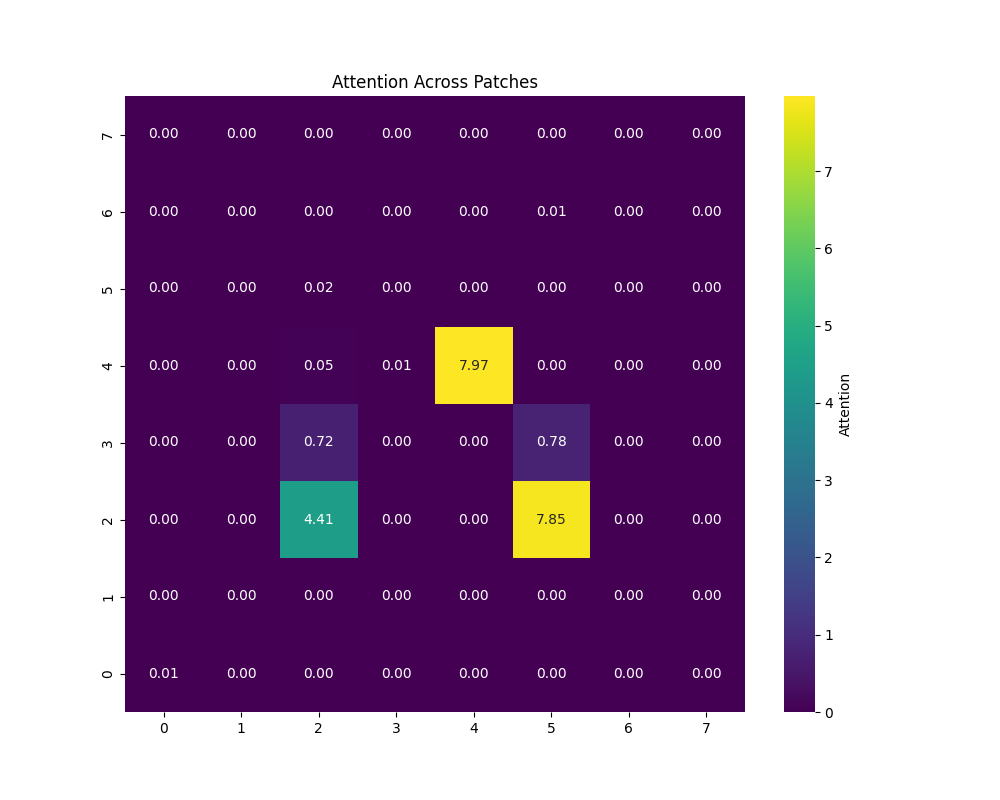 Attention Across Patches
7 0.00 0.00 0.00 0.00 0.00 0.00 0.00 0.00
6 0.00 0.00 0.00 0.00 0.00 0.01 0.00 0.00
5 0.00 0.00 0.02 0.00 0.00 0.00 0.00 0.00
4 0.00 0.00 0.05 0.01 7.97 0.00 0.00 0.00
3 0.00 0.00 0.72 0.00 0.00 0.78 0.00 0.00
2 0.00 0.00 4.41 0.00 0.00 7.85 0.00 0.00
1 0.00 0.00 0.00 0.00 0.00 0.00 0.00 0.00
0 0.01 0.00 0.00 0.00 0.00 0.00 0.00 0.00
0 1 2 3 4 5 6 7
7
6
5
4
3
2
1
0
Attention